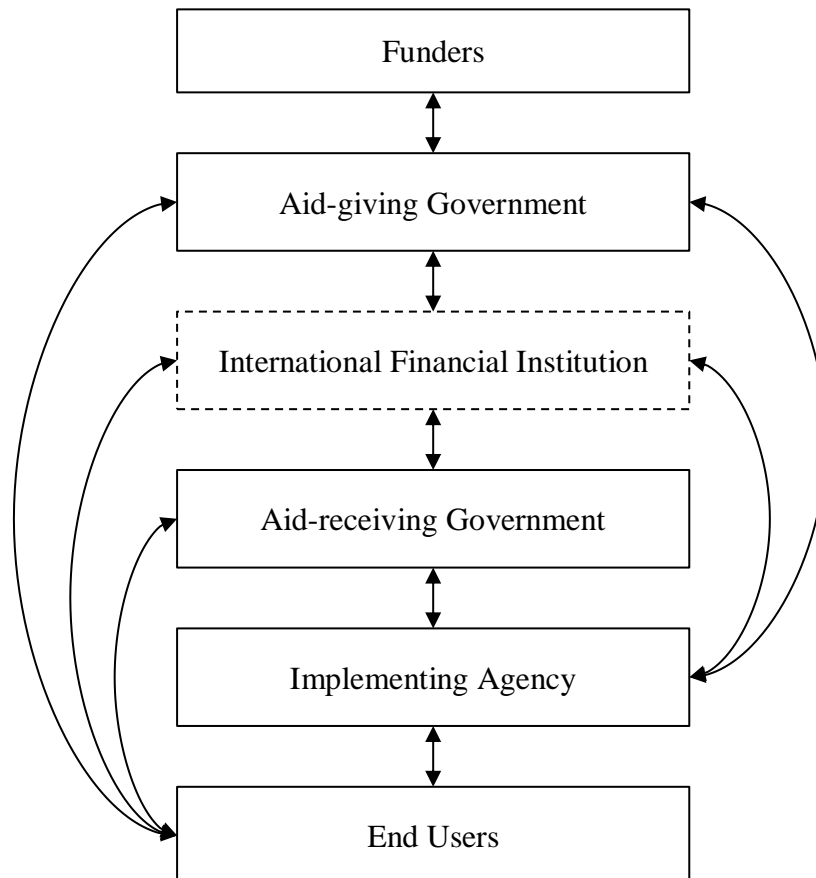 Funders
Aid-giving Government
International Financial Institution
Aid-receiving Government
Implementing Agency
End Users